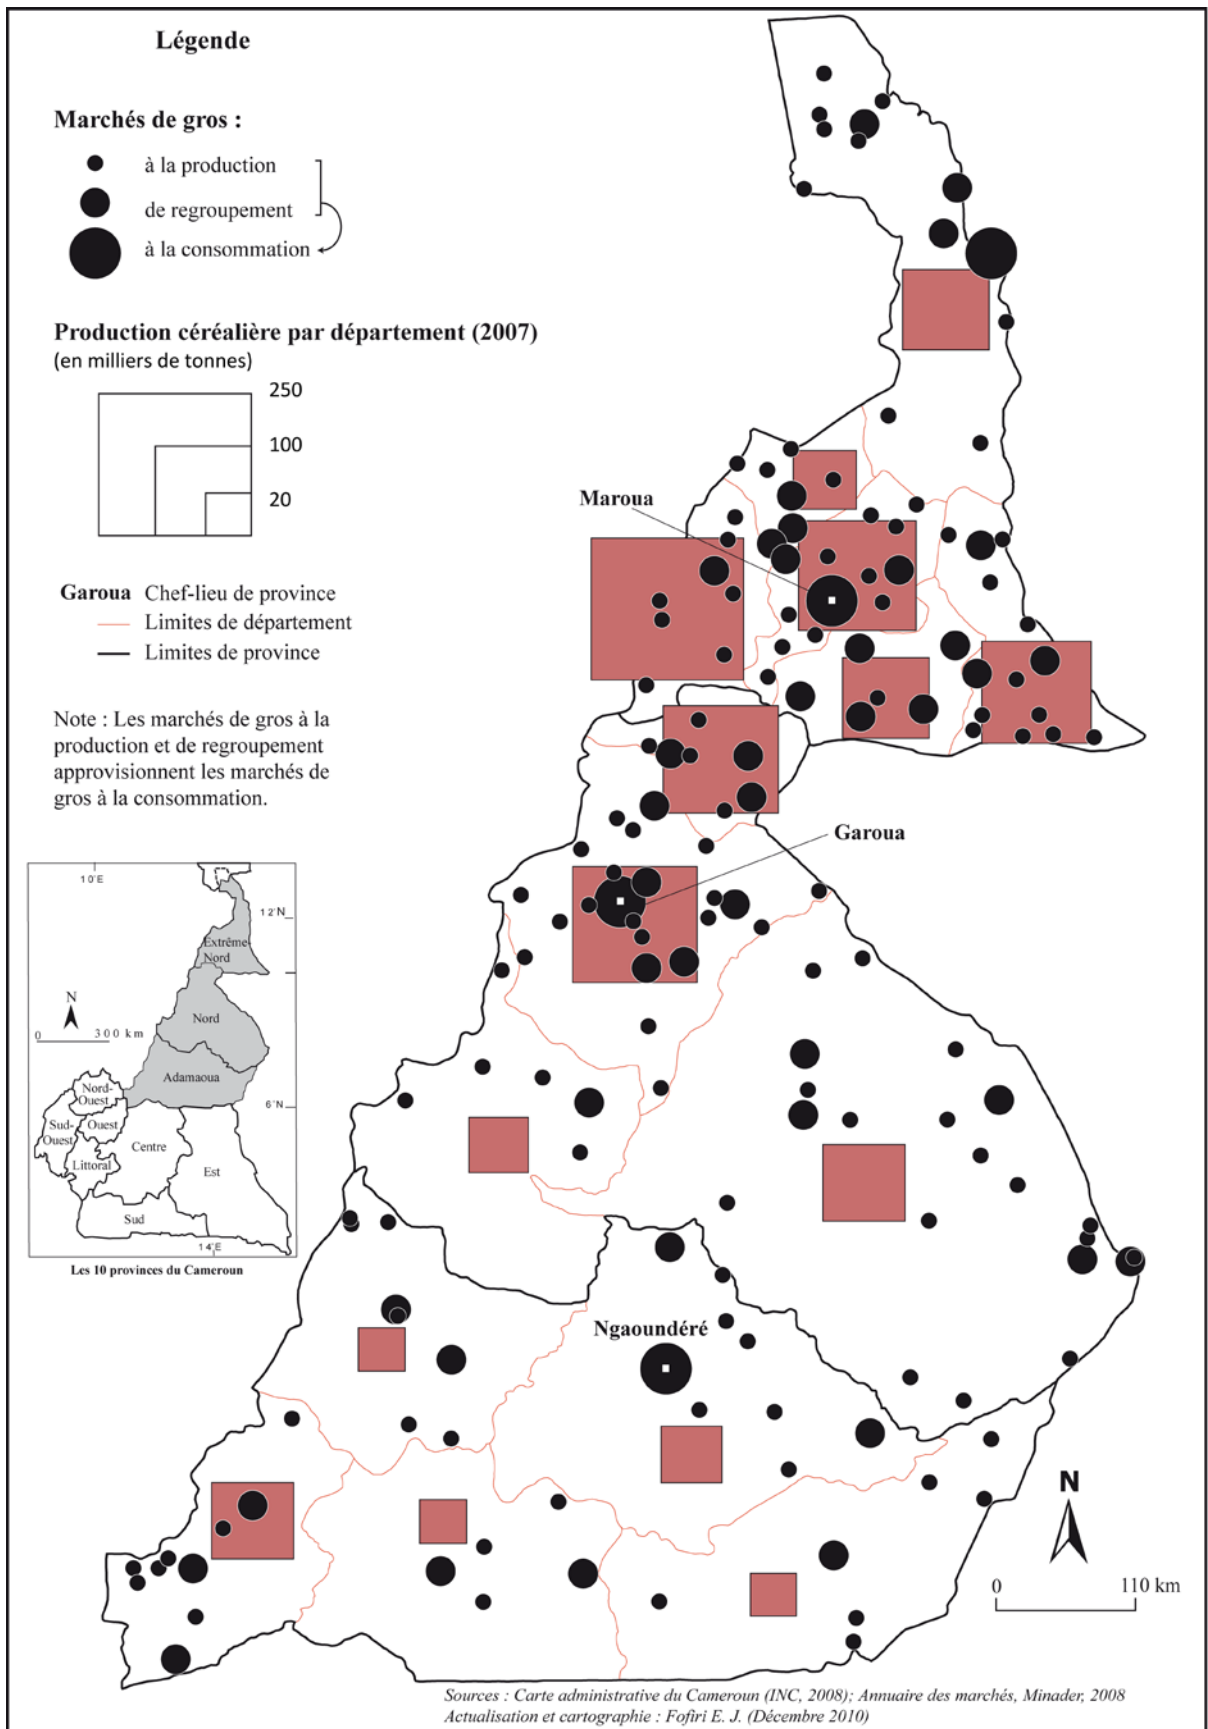 Légende
Marchés de gros :
à la production
de regroupement
à la consommation
Production céréalière par département (2007)
(en milliers de tonnes)
250
100
20
Garoua Chef-lieu de province
Limites de département
Limites de province
Note : Les marchés de gros à la
production et de regroupement
approvisionnent les marchés de
gros à la consommation.
Maroua
Garoua
Ngaoundéré
10°E
12°N
Extrême-
Nord
N
0 300 km
Nord
Adamaoua
6°N
Nord-
Ouest
Sud-
Ouest
Ouest
Centre
Littoral
Est
Sud
14°E
Les 10 provinces du Cameroun
N
0 110 km
Sources : Carte administrative du Cameroun (INC, 2008); Annuaire des marchés, Minader, 2008
Actualisation et cartographie : Fofiri E. J. (Décembre 2010)